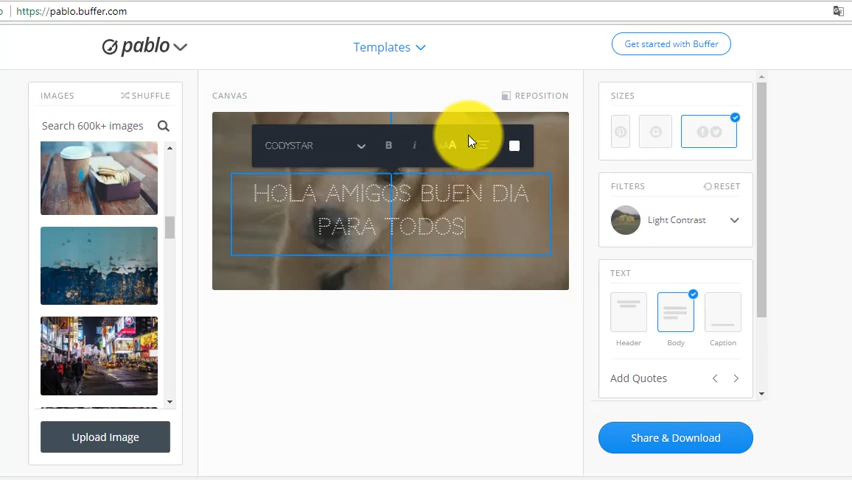 https://pablo.buffer.com
pablo
Templates
Get started with Buffer
IMAGES
SHUFFLE
Search 600k+ images
Upload Image
CANVAS
REPOSITION
CODYSTAR
B i AA
HOLA AMIGOS BUEN DIA
PARA TODOS
SIZES
FILTERS
RESET
Light Contrast
TEXT
Header
Body
Caption
Add Quotes
Share & Download